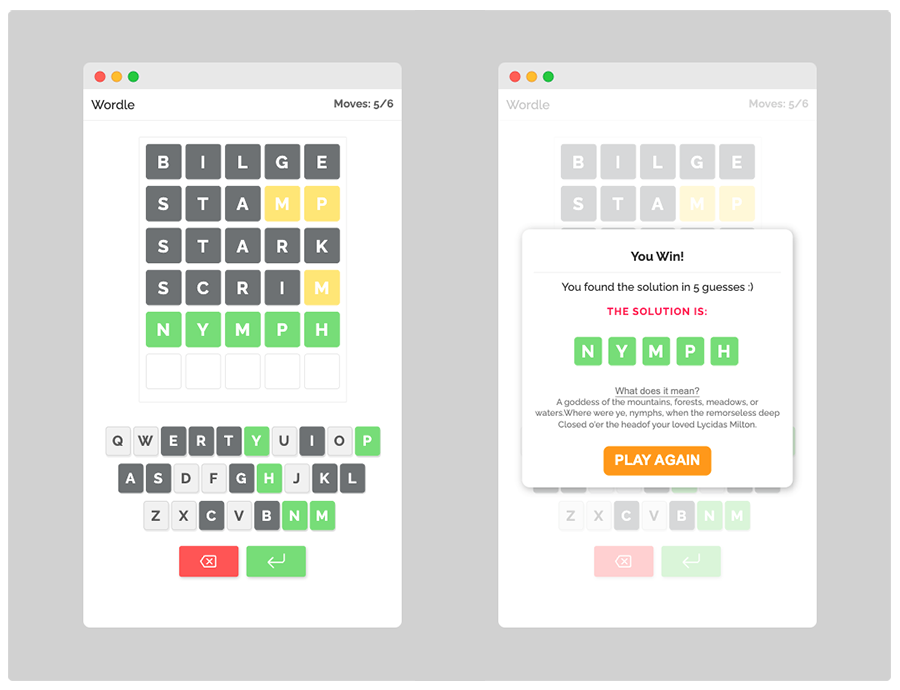 Wordle Moves: 5/6
B I L G E
S T A M P
S T A R K
S C R I M
N Y M P H
Q W E R T Y U I O P
A S D F G H J K L
Z X C V B N M
Wordle Moves: 5/6
B I L G E
S T A M P
You Win!
You found the solution in 5 guesses :)
THE SOLUTION IS:
N Y M P H
What does it mean?
A goddess of the mountains, forests, meadows, or
waters.Where were ye, nymphs, when the remorseless deep
Closed o'er the headof your loved Lycidas Milton.
PLAY AGAIN
Z X C V B N M